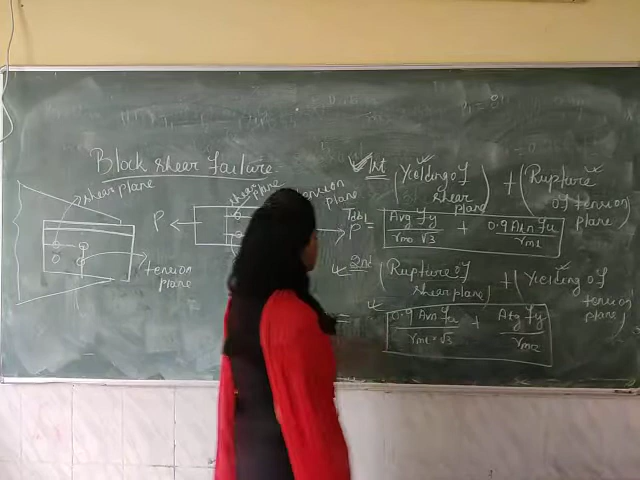 Block shear failure
shear plane
tension plane
P
shear plane
tension plane
1st (Yielding of shear plane) + (Rupture of tension plane)
Tdb1
P = Avg fy / γmo √3 + 0.9 Atn fu / γm1
2nd (Rupture of shear plane) + (Yielding of tension plane)
= 0.9 Avn fu / γm1 · √3 + Atg fy / γm2